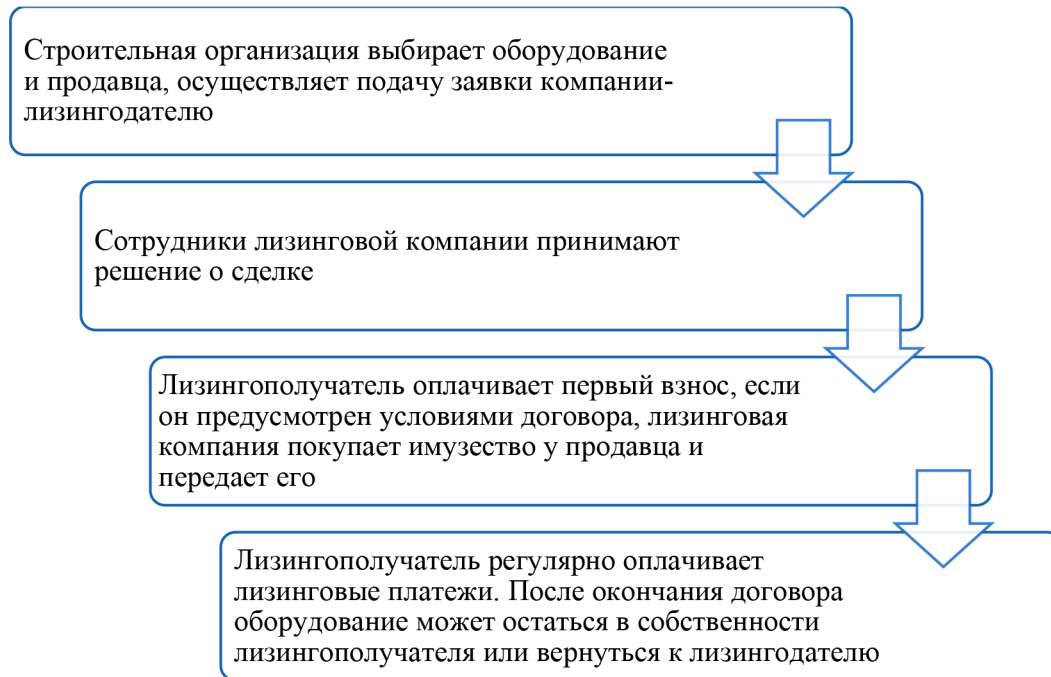 Строительная организация выбирает оборудование
и продавца, осуществляет подачу заявки компании-
лизингодателю
Сотрудники лизинговой компании принимают
решение о сделке
Лизингополучатель оплачивает первый взнос, если
он предусмотрен условиями договора, лизинговая
компания покупает имузество у продавца и
передает его
Лизингополучатель регулярно оплачивает
лизинговые платежи. После окончания договора
оборудование может остаться в собственности
лизингополучателя или вернуться к лизингодателю